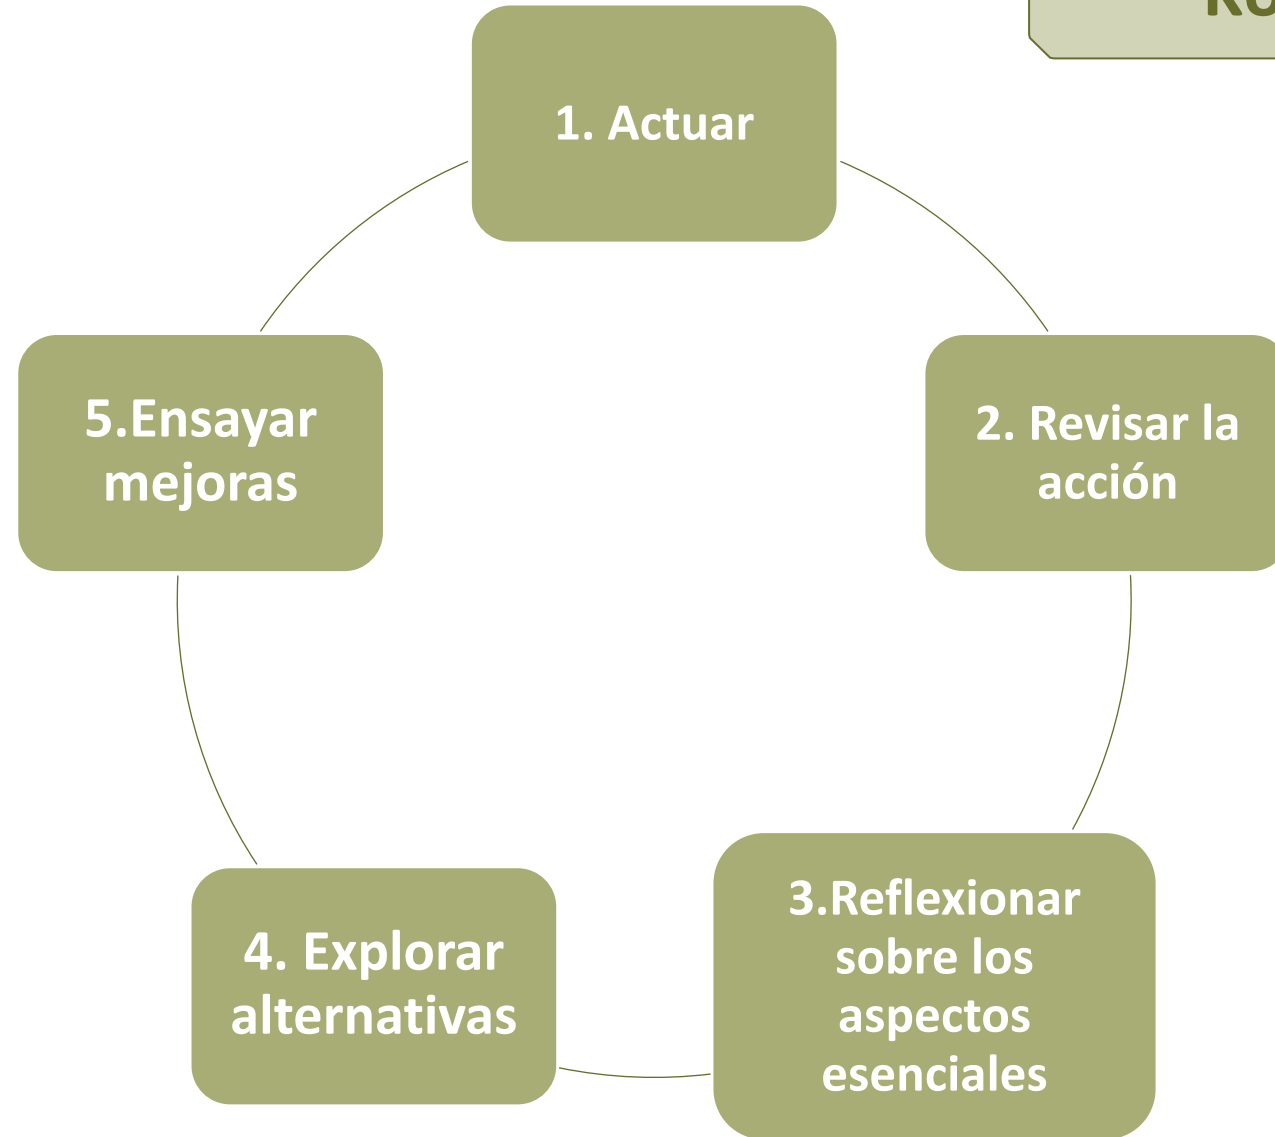 1. Actuar
2. Revisar la
acción
3.Reflexionar
sobre los
aspectos
esenciales
4. Explorar
alternativas
5.Ensayar
mejoras